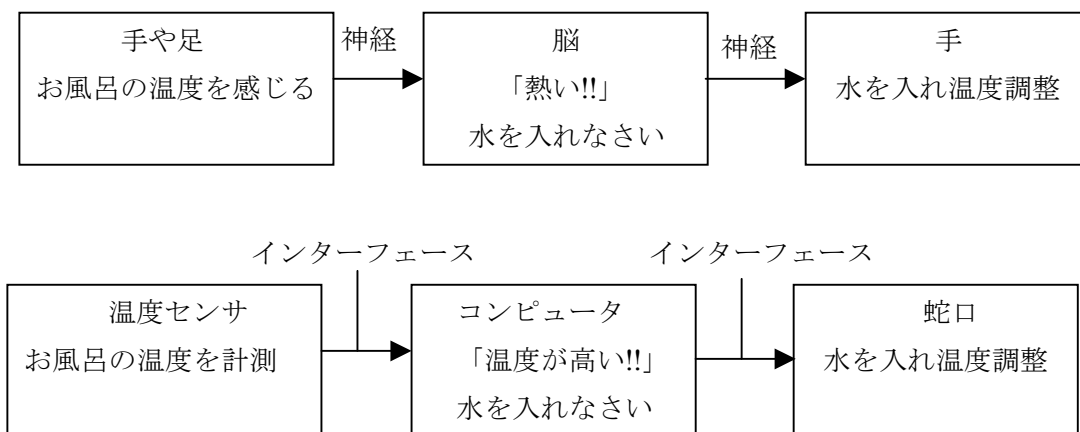 手や足
お風呂の温度を感じる
神経
脳
「熱い!!」
水を入れなさい
神経
手
水を入れ温度調整
インターフェース
インターフェース
温度センサ
お風呂の温度を計測
コンピュータ
「温度が高い!!」
水を入れなさい
蛇口
水を入れ温度調整